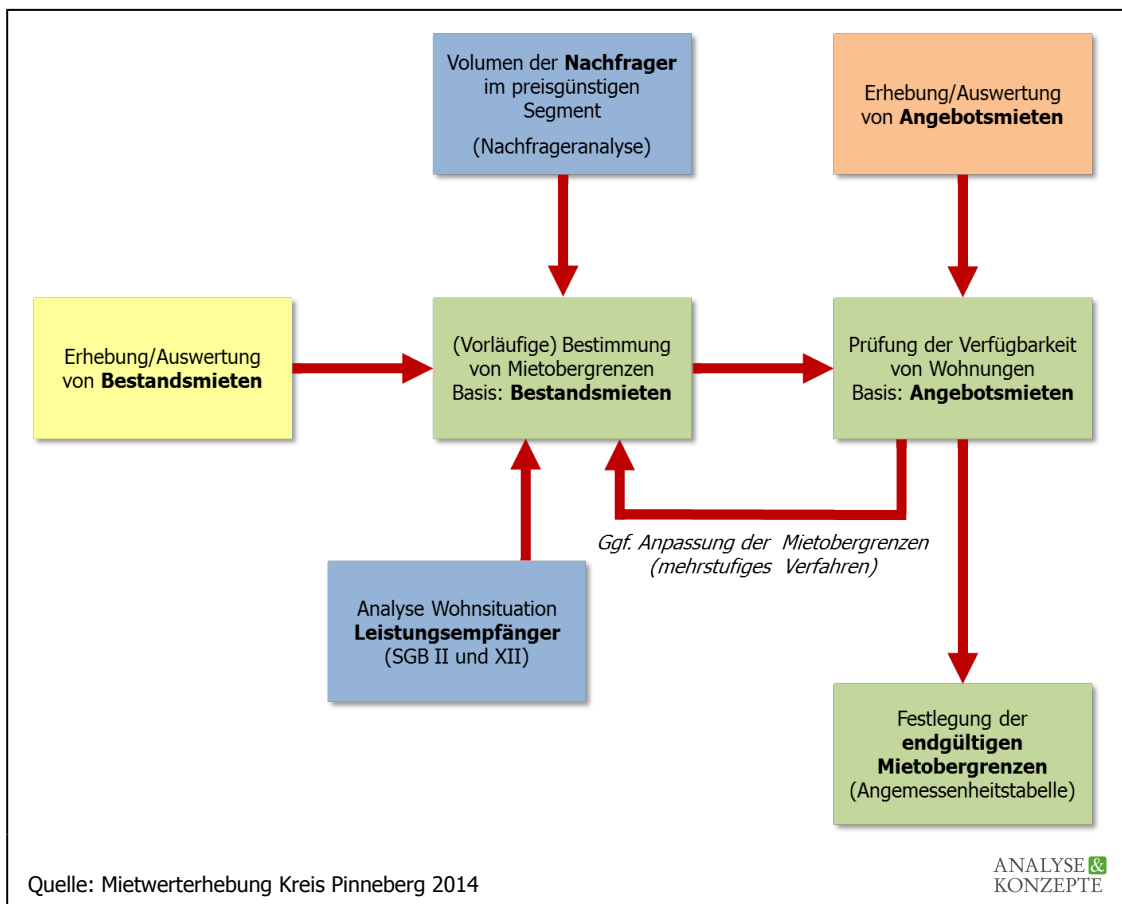 Volumen der Nachfrager
im preisgünstigen
Segment
(Nachfrageranalyse)
Erhebung/Auswertung
von Angebotsmieten
Erhebung/Auswertung
von Bestandsmieten
(Vorläufige) Bestimmung
von Mietobergrenzen
Basis: Bestandsmieten
Prüfung der Verfügbarkeit
von Wohnungen
Basis: Angebotsmieten
Ggf. Anpassung der Mietobergrenzen
(mehrstufiges Verfahren)
Analyse Wohnsituation
Leistungsempfänger
(SGB II und XII)
Festlegung der
endgültigen
Mietobergrenzen
(Angemessenheitstabelle)
Quelle: Mietwerterhebung Kreis Pinneberg 2014
ANALYSE &
KONZEPTE